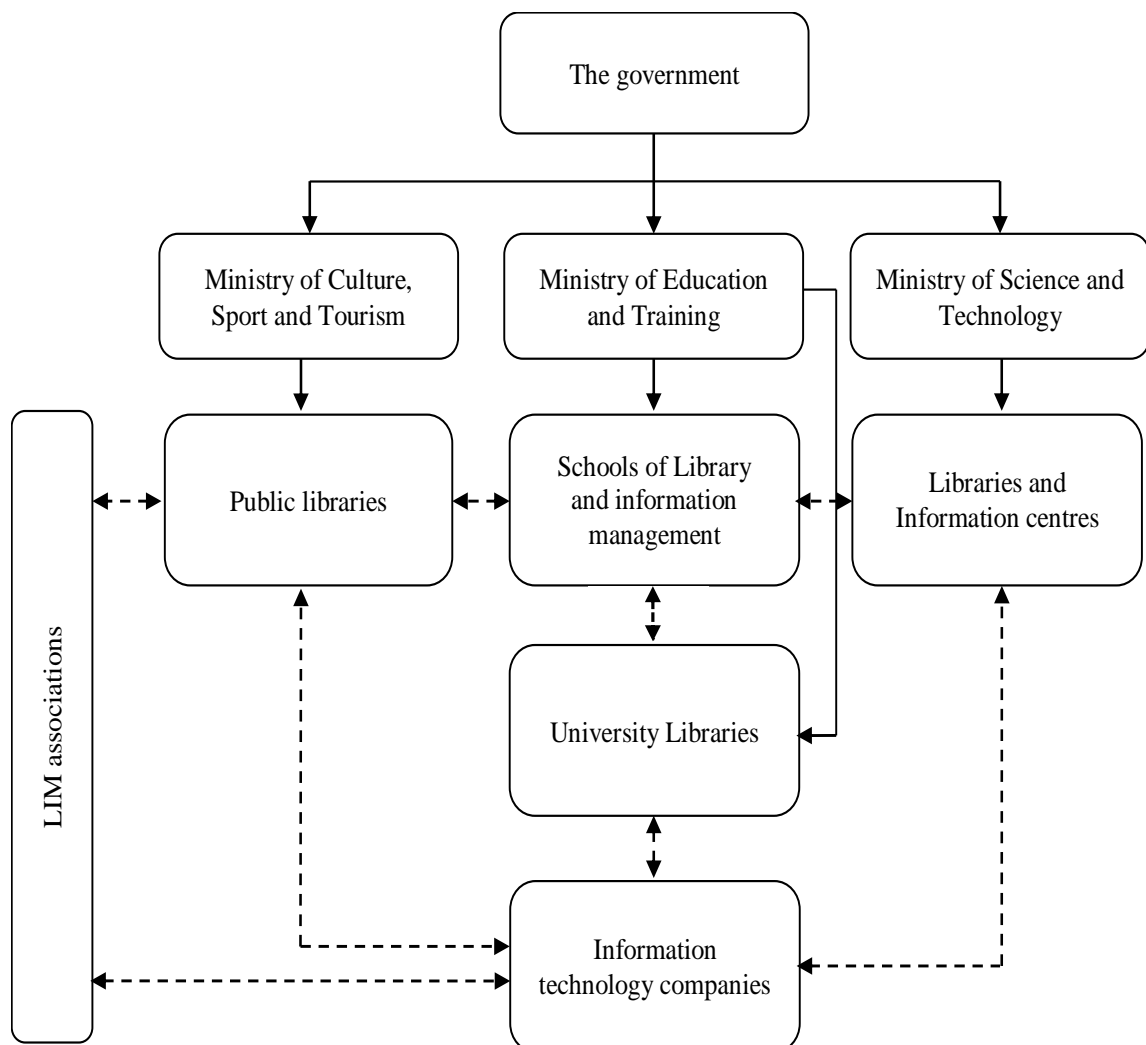 The government
Ministry of Culture,
Sport and Tourism
Ministry of Education
and Training
Ministry of Science and
Technology
LIM associations
Public libraries
Schools of Library
and information
management
Libraries and
Information centres
University Libraries
Information
technology companies